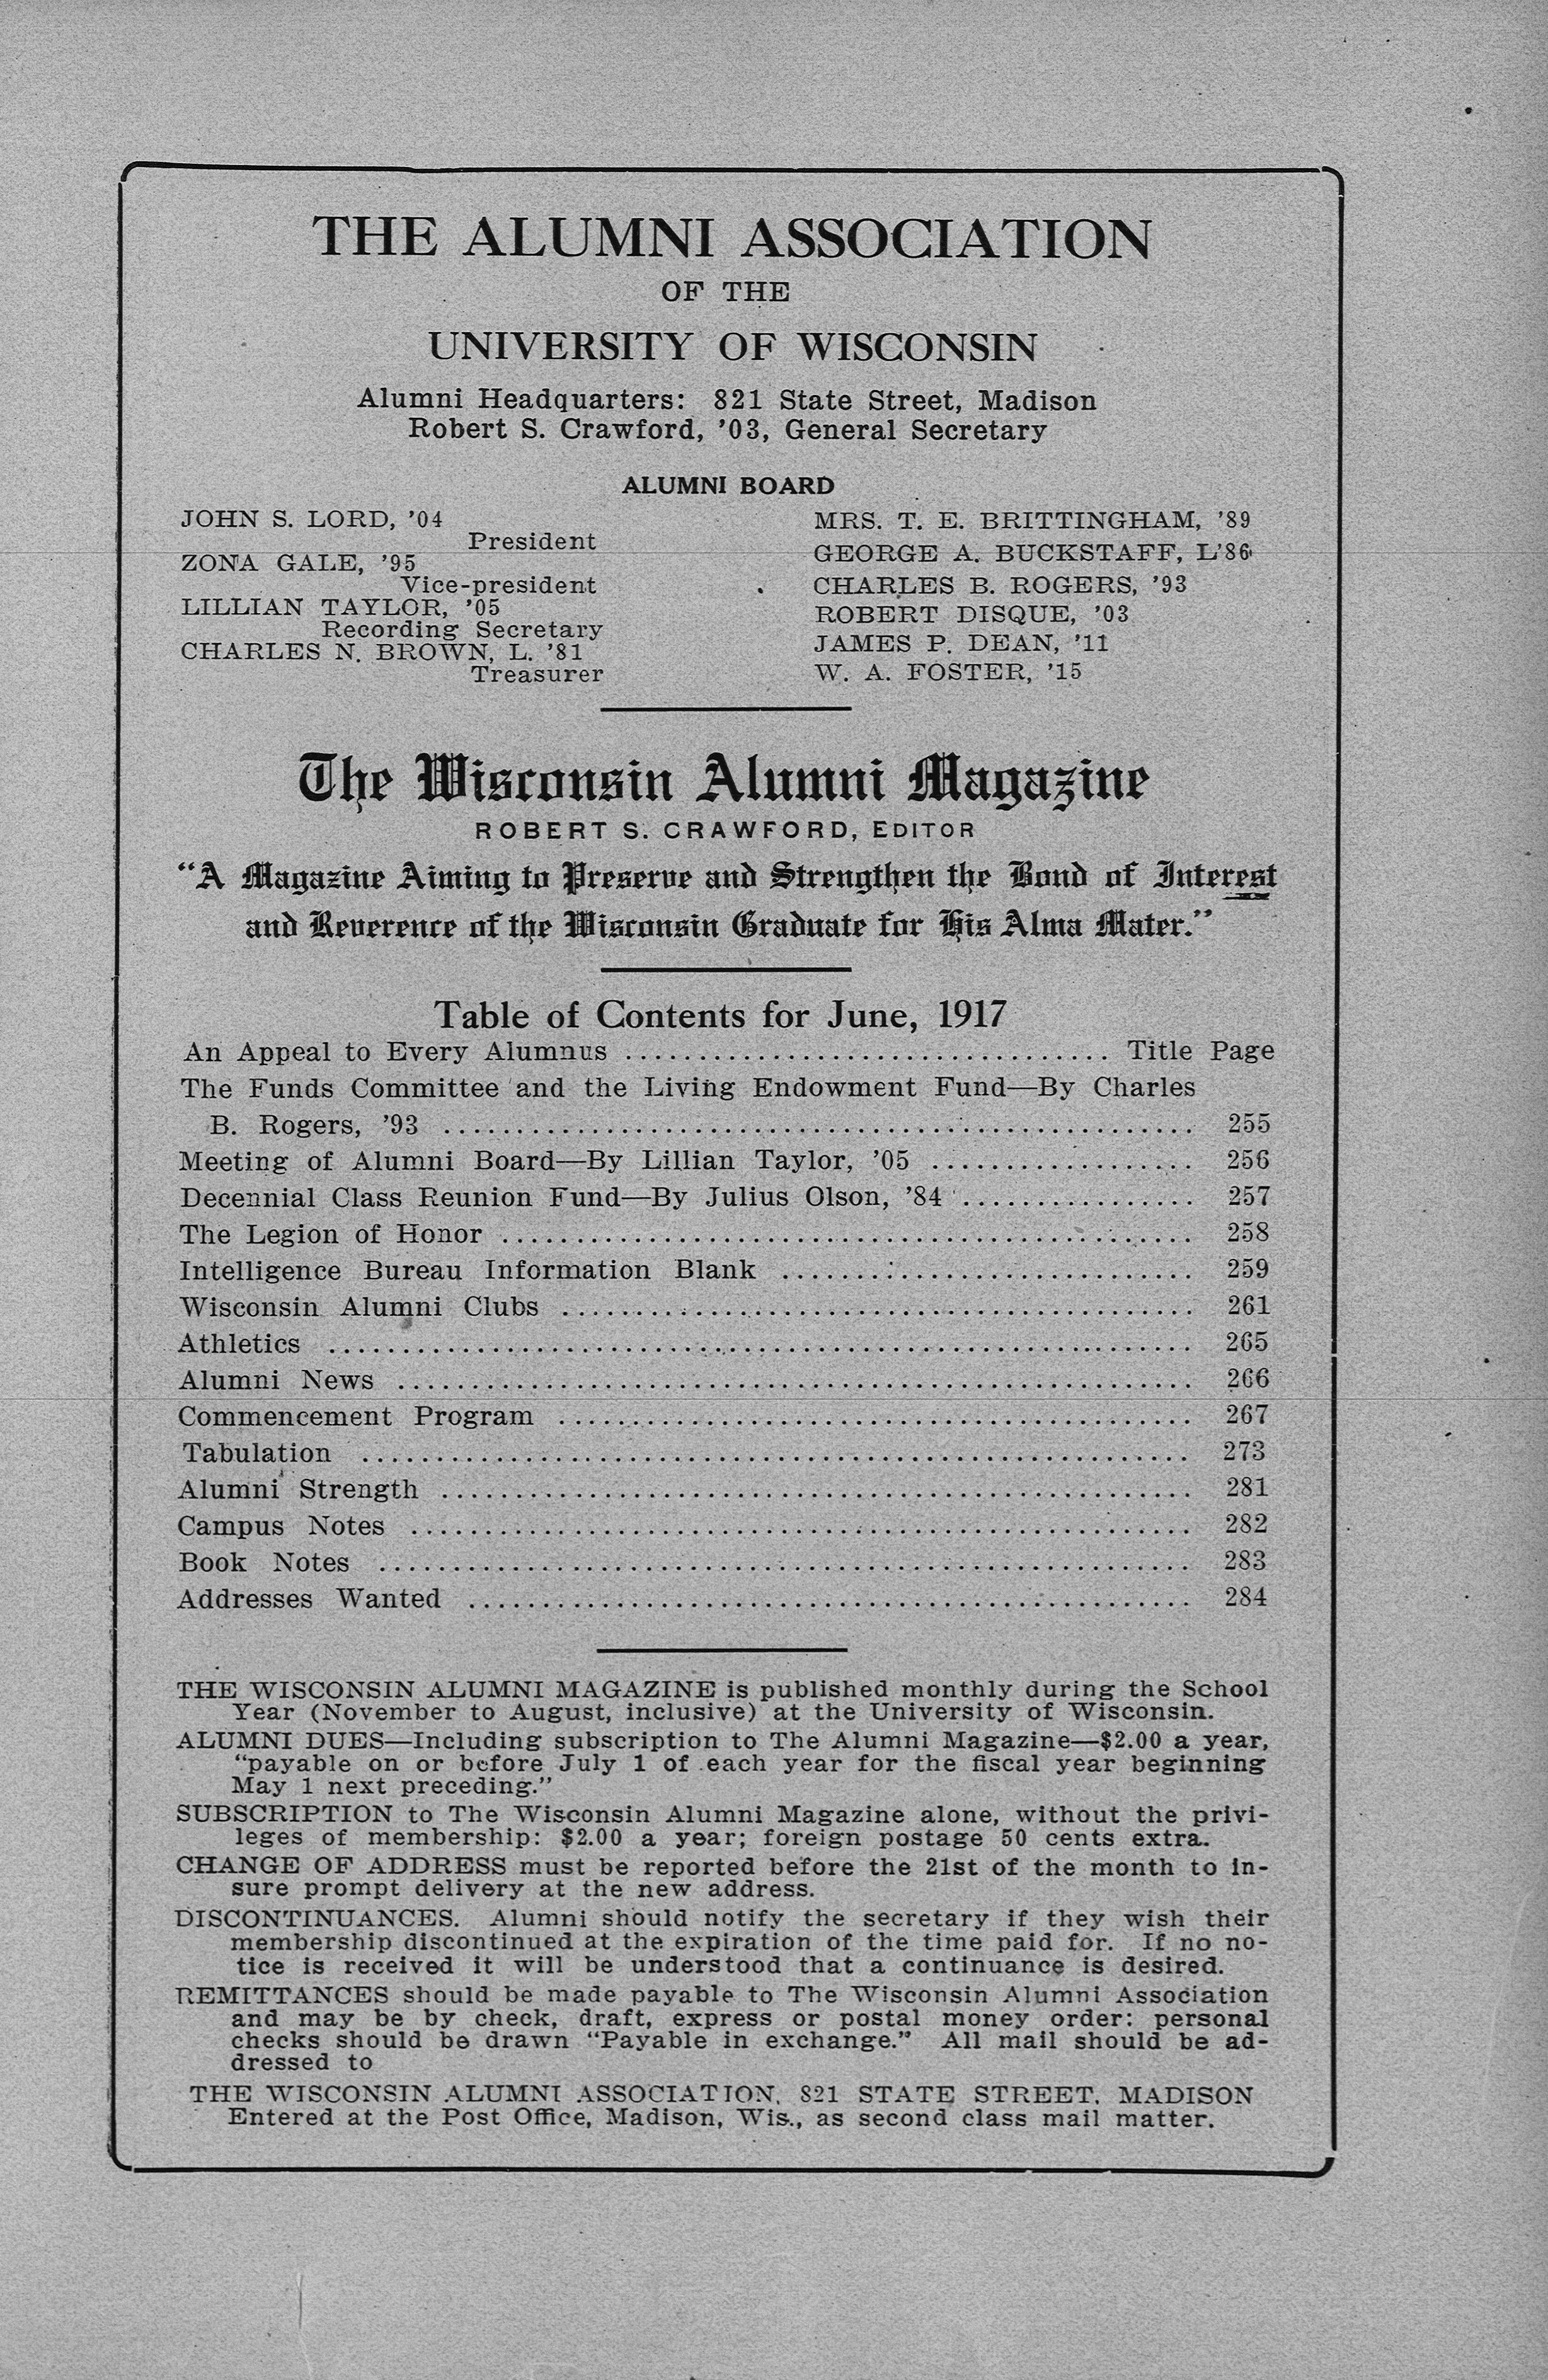 THE ALUMNI ASSOCIATION
OF THE
UNIVERSITY OF WISCONSIN
Alumni Headquarters: 821 State Street, Madison
Robert S. Crawford, ’03, General Secretary
ALUMNI BOARD
JOHN S. LORD, ’04
President
ZONA GALE, ’95
Vice-president
LILLIAN TAYLOR, ’05
Recording Secretary
CHARLES N. BROWN, L. ’81
Treasurer
MRS. T. E. BRITTINGHAM, ’89
GEORGE A. BUCKSTAFF, L’86
CHARLES B. ROGERS, ’93
ROBERT DISQUE, ’03
JAMES P. DEAN, ’11
W. A. FOSTER, ’15
The Wisconsin Alumni Magazine
ROBERT S. CRAWFORD, EDITOR
“A Magazine Aiming to Preserve and Strengthen the Bond of Interest
and Reverence of the Wisconsin Graduate for His Alma Mater.”
Table of Contents for June, 1917
An Appeal to Every Alumnus ................................. Title Page
The Funds Committee and the Living Endowment Fund—By Charles
B. Rogers, ’93 .................................................. 255
Meeting of Alumni Board—By Lillian Taylor, ’05 .................. 256
Decennial Class Reunion Fund—By Julius Olson, ’84 ................ 257
The Legion of Honor .............................................. 258
Intelligence Bureau Information Blank ............................ 259
Wisconsin Alumni Clubs ........................................... 261
Athletics ........................................................ 265
Alumni News ...................................................... 266
Commencement Program ........................................... 267
Tabulation ....................................................... 273
Alumni Strength .................................................. 281
Campus Notes ..................................................... 282
Book Notes ....................................................... 283
Addresses Wanted ................................................. 284
THE WISCONSIN ALUMNI MAGAZINE is published monthly during the School
Year (November to August, inclusive) at the University of Wisconsin.
ALUMNI DUES—Including subscription to The Alumni Magazine—$2.00 a year,
“payable on or before July 1 of each year for the fiscal year beginning
May 1 next preceding.”
SUBSCRIPTION to The Wisconsin Alumni Magazine alone, without the privi-
leges of membership: $2.00 a year; foreign postage 50 cents extra.
CHANGE OF ADDRESS must be reported before the 21st of the month to in-
sure prompt delivery at the new address.
DISCONTINUANCES. Alumni should notify the secretary if they wish their
membership discontinued at the expiration of the time paid for. If no no-
tice is received it will be understood that a continuance is desired.
REMITTANCES should be made payable to The Wisconsin Alumni Association
and may be by check, draft, express or postal money order: personal
checks should be drawn “Payable in exchange.” All mail should be ad-
dressed to
THE WISCONSIN ALUMNI ASSOCIATION, 821 STATE STREET, MADISON
Entered at the Post Office, Madison, Wis., as second class mail matter.